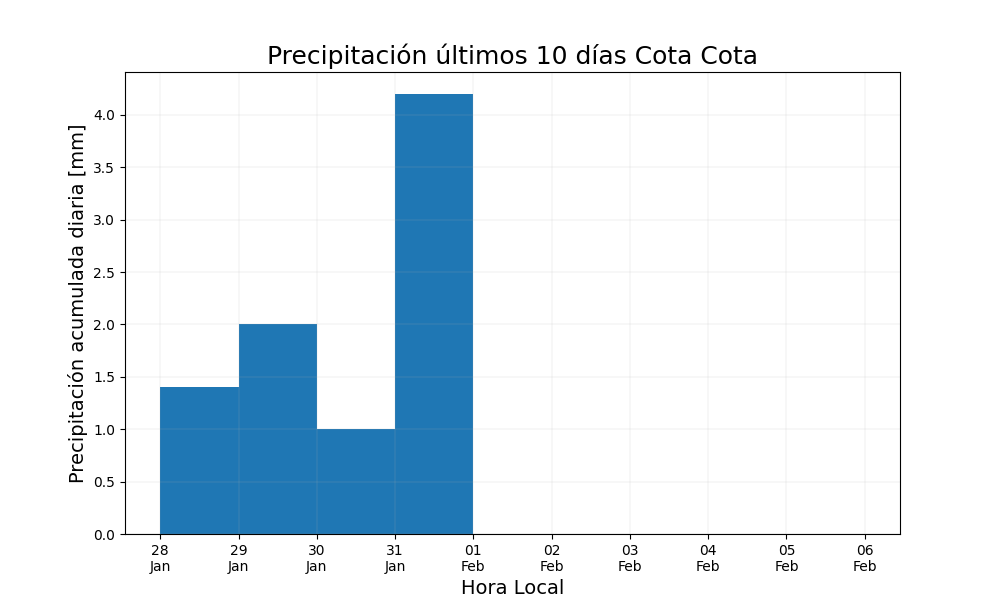 Precipitación últimos 10 días Cota Cota
Precipitación acumulada diaria [mm]
4.0
3.5
3.0
2.5
2.0
1.5
1.0
0.5
0.0
28 29 30 31 01 02 03 04 05 06
Jan Jan Jan Jan Feb Feb Feb Feb Feb Feb
Hora Local